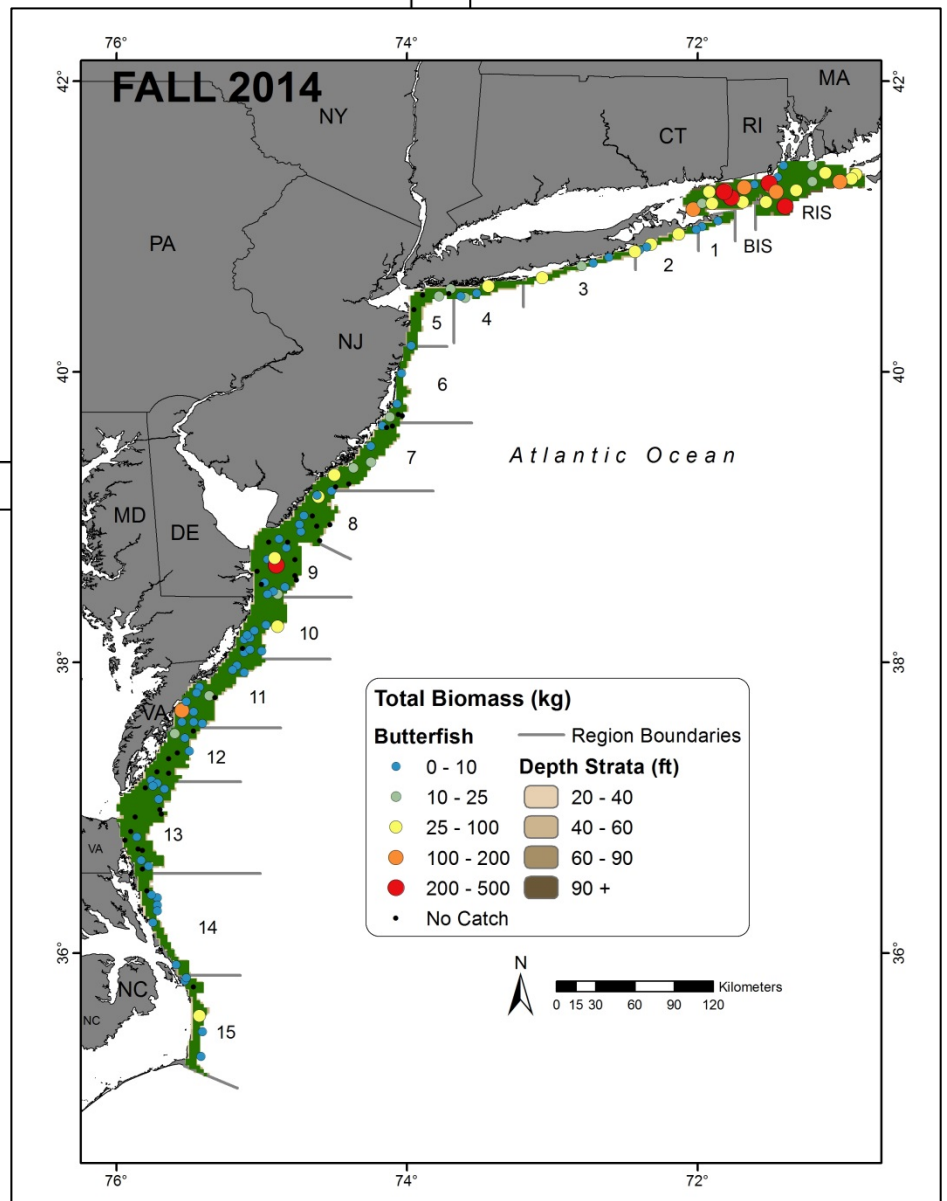 76°
74°
72°
42°
42°
FALL 2014
NY
MA
CT
RI
PA
RIS
BIS
1
2
3
4
5
NJ
40°
40°
6
7
Atlantic Ocean
MD
DE
8
9
10
38°
38°
11
VA
12
13
VA
14
36°
36°
NC
NC
15
Total Biomass (kg)
Butterfish
Region Boundaries
0 - 10
Depth Strata (ft)
10 - 25
20 - 40
25 - 100
40 - 60
100 - 200
60 - 90
200 - 500
90 +
No Catch
N
Kilometers
0 15 30 60 90 120
76°
74°
72°